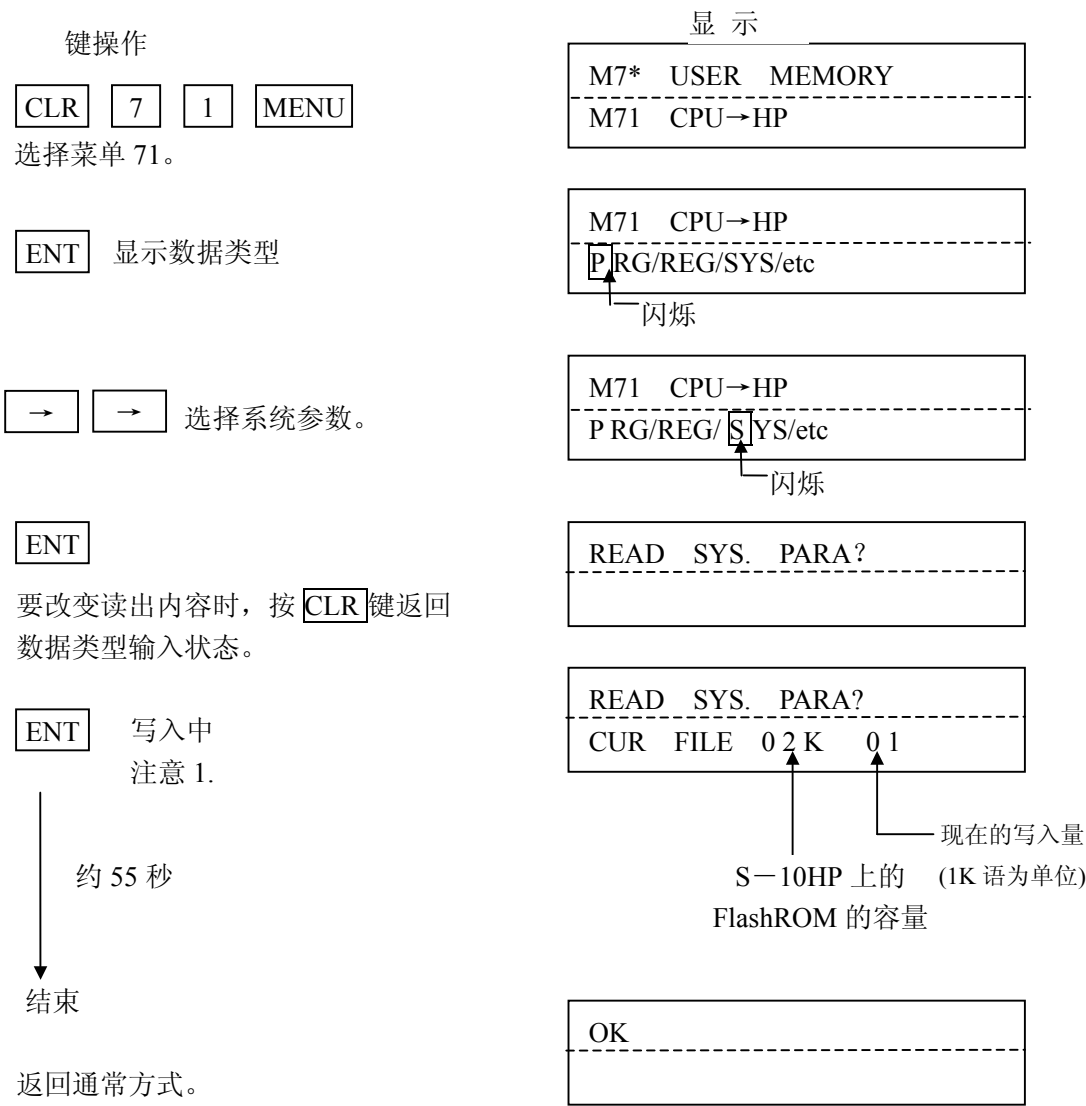 键操作
显 示
CLR 7 1 MENU
选择菜单 71。
M7* USER MEMORY
M71 CPU→HP
ENT 显示数据类型
M71 CPU→HP
P RG/REG/SYS/etc
闪烁
→ → 选择系统参数。
M71 CPU→HP
P RG/REG/ S YS/etc
闪烁
ENT
要改变读出内容时，按 CLR 键返回
数据类型输入状态。
READ SYS. PARA？
ENT 写入中
注意 1.
READ SYS. PARA?
CUR FILE 0 2 K 0 1
约 55 秒
现在的写入量
(1K 语为单位)
S－10HP 上的
FlashROM 的容量
结束
OK
返回通常方式。